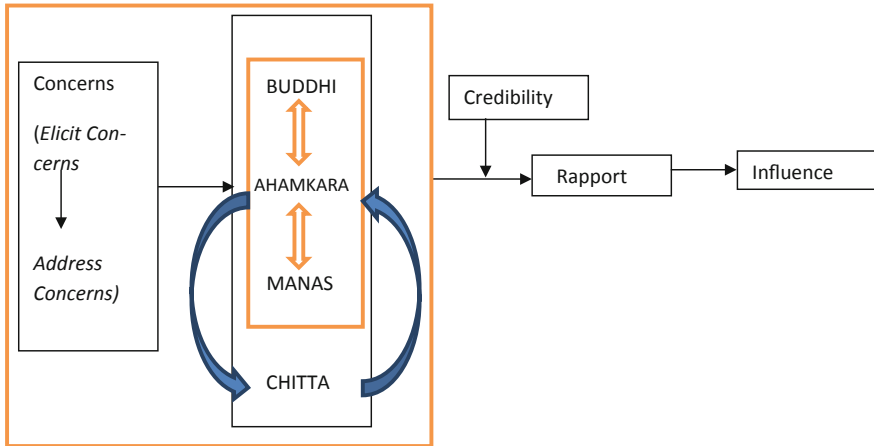 Concerns
(Elicit Con-
cerns
Address
Concerns)
BUDDHI
AHAMKARA
MANAS
CHITTA
Credibility
Rapport
Influence